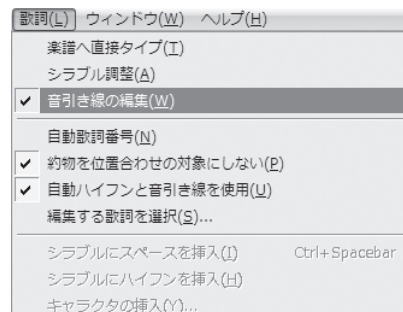 歌詞(L) ウィンドウ(W) ヘルプ(H)
楽譜へ直接タイプ(T)
シラブル調整(A)
音引き線の編集(W)
自動歌詞番号(N)
約物を位置合わせの対象にしない(P)
自動ハイフンと音引き線を使用(U)
編集する歌詞を選択(S)...
シラブルにスペースを挿入(I) Ctrl+Spacebar
シラブルにハイフンを挿入(H)
キャラクタの挿入(Y)...